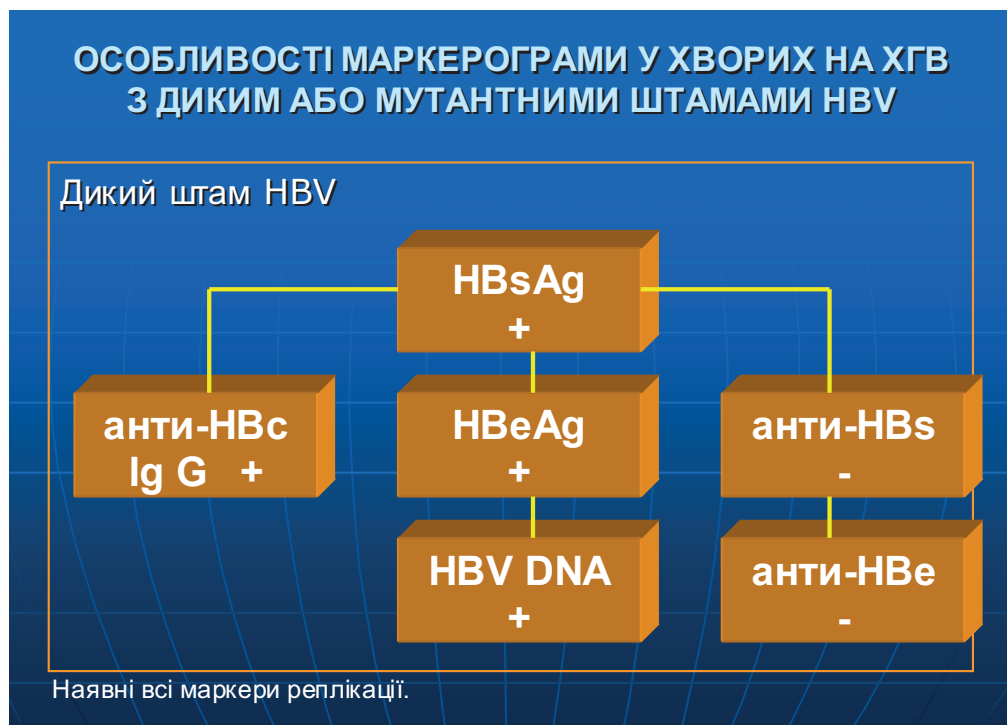 ОСОБЛИВОСТІ МАРКЕРОГРАМИ У ХВОРИХ НА ХГВ
З ДИКИМ АБО МУТАНТНИМИ ШТАМАМИ HBV
Дикий штам HBV
HBsAg
+
анти-HBc
Ig G +
HBeAg
+
анти-HBs
-
HBV DNA
+
анти-HBe
-
Наявні всі маркери реплікації.